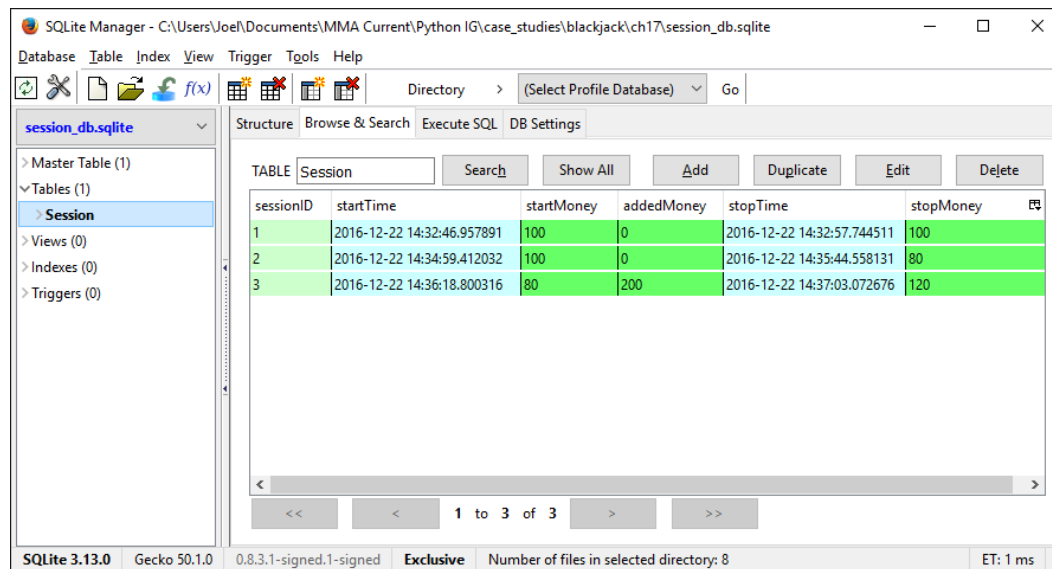 SQLite Manager - C:\Users\Joel\Documents\MMA Current\Python IG\case_studies\blackjack\ch17\session_db.sqlite
Database Table Index View Trigger Tools Help
f(x) Directory > (Select Profile Database) Go
session_db.sqlite
Master Table (1)
Tables (1)
Session
Views (0)
Indexes (0)
Triggers (0)
Structure Browse & Search Execute SQL DB Settings
TABLE Session Search Show All Add Duplicate Edit Delete
sessionID startTime startMoney addedMoney stopTime stopMoney
1 2016-12-22 14:32:46.957891 100 0 2016-12-22 14:32:57.744511 100
2 2016-12-22 14:34:59.412032 100 0 2016-12-22 14:35:44.558131 80
3 2016-12-22 14:36:18.800316 80 200 2016-12-22 14:37:03.072676 120
<< < 1 to 3 of 3 > >>
SQLite 3.13.0 Gecko 50.1.0 0.8.3.1-signed.1-signed Exclusive Number of files in selected directory: 8 ET: 1 ms